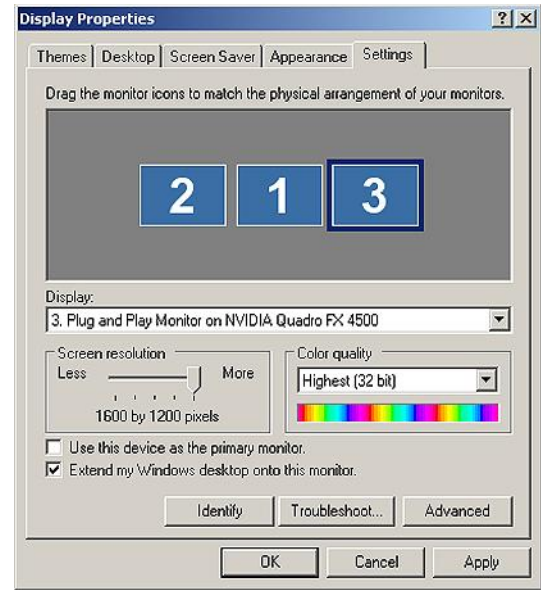 Display Properties
? X
Themes Desktop Screen Saver Appearance Settings
Drag the monitor icons to match the physical arrangement of your monitors.
2 1 3
Display:
3. Plug and Play Monitor on NVIDIA Quadro FX 4500
Screen resolution Color quality
Less More Highest (32 bit)
1600 by 1200 pixels
Use this device as the primary monitor.
Extend my Windows desktop onto this monitor.
Identify Troubleshoot... Advanced
OK Cancel Apply